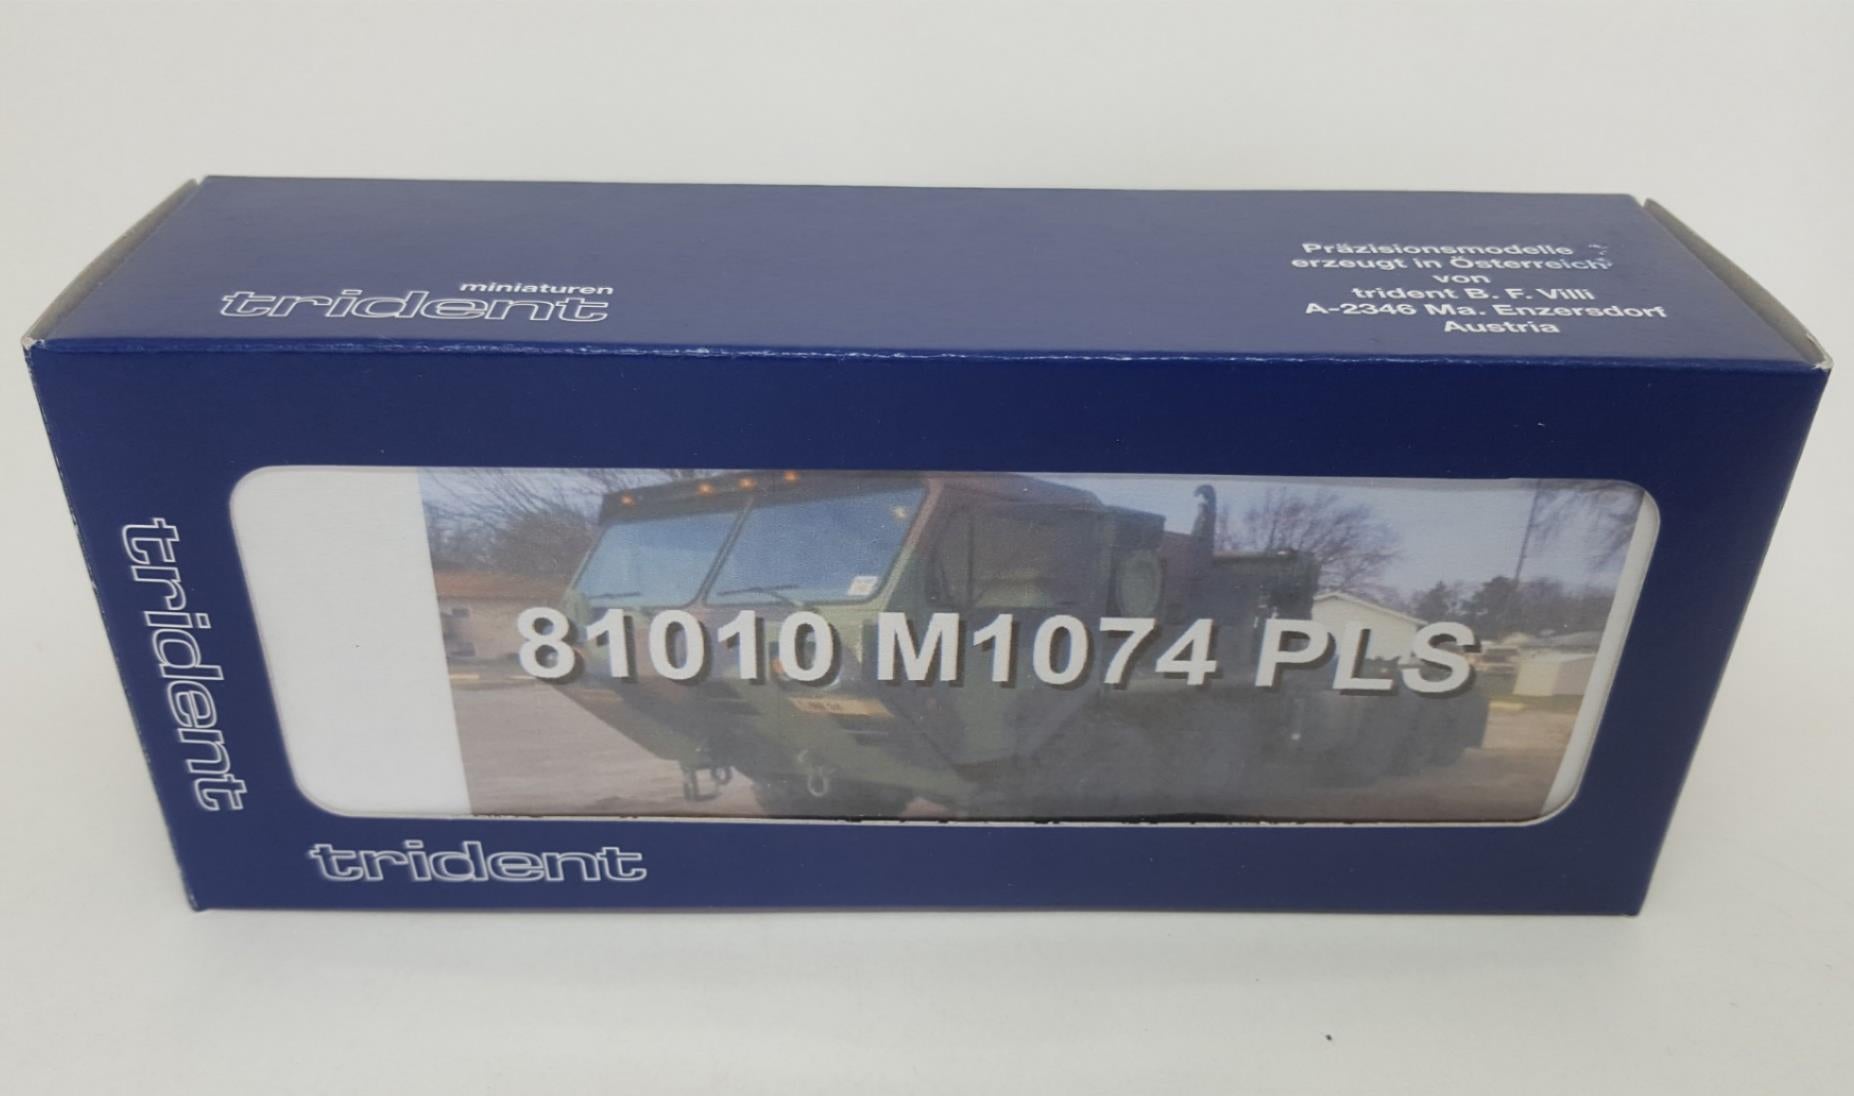 miniaturen
trident
Präzisionsmodelle
erzeugt in Österreich
von
trident B. F. Villi
A-2346 Ma. Enzersdorf
Austria
trident
81010 M1074 PLS
trident